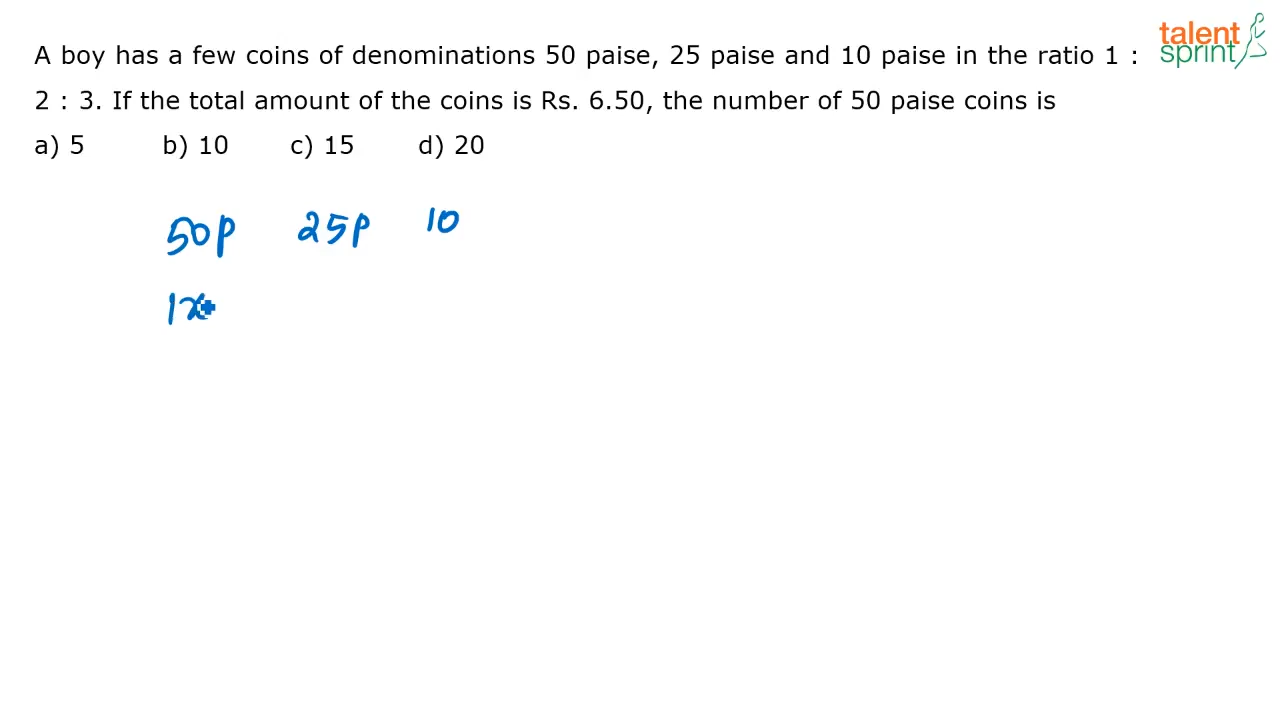 talent
sprint
A boy has a few coins of denominations 50 paise, 25 paise and 10 paise in the ratio 1 :
2 : 3. If the total amount of the coins is Rs. 6.50, the number of 50 paise coins is
a) 5 b) 10 c) 15 d) 20
50p 25p 10
1x